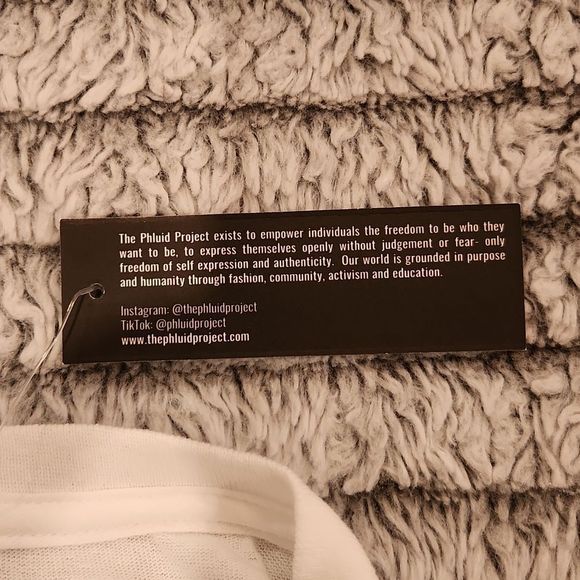 The Phluid Project exists to empower individuals the freedom to be who they
want to be, to express themselves openly without judgement or fear- only
freedom of self expression and authenticity. Our world is grounded in purpose
and humanity through fashion, community, activism and education.
Instagram: @thephluidproject
TikTok: @phluidproject
www.thephluidproject.com